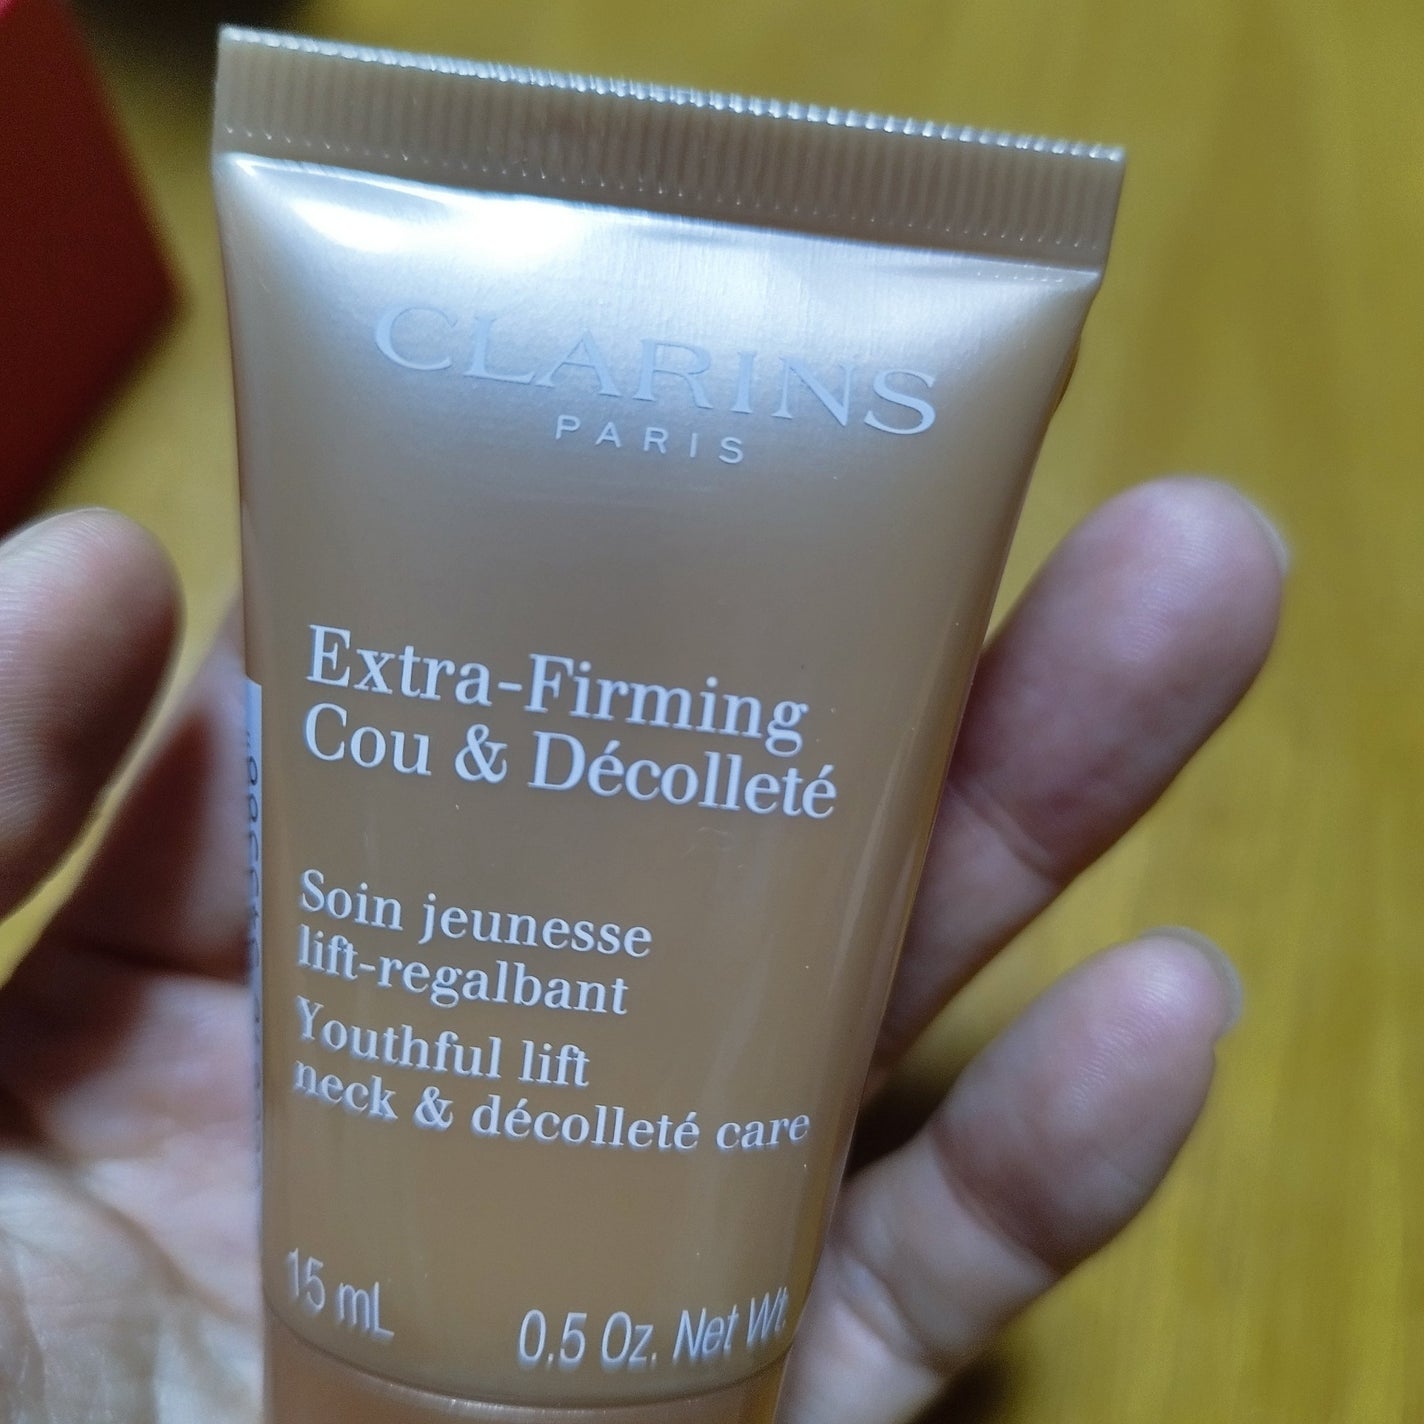 CLARINS
PARIS
Extra-Firming
Cou & Décolleté
Soin jeunesse
lift-regalbant
Youthful lift
neck & décolleté care
15 mL
0.5 Oz. Net Wt.